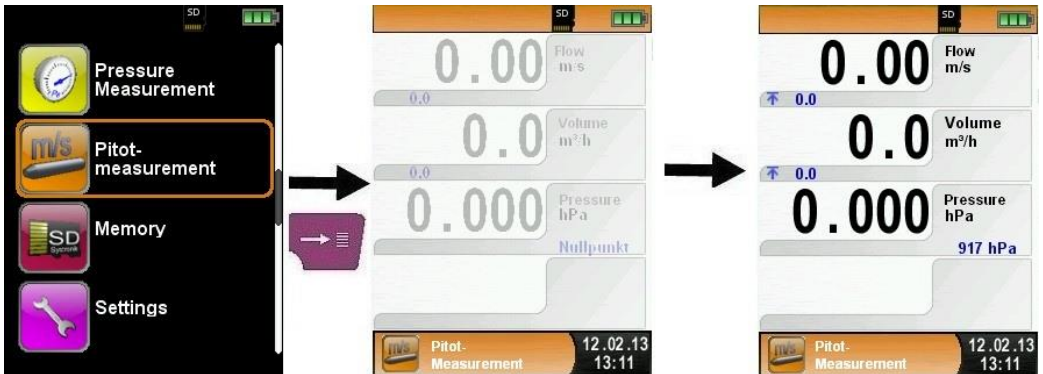 SD
Pressure
Measurement
m/s
Pitot-
measurement
SD
Memory
Settings
SD
0.00
Flow
m/s
0.0
0.0
Volume
m³/h
0.0
0.000
Pressure
hPa
Nullpunkt
m/s
Pitot-
Measurement
12.02.13
13:11
SD
0.00
Flow
m/s
0.0
0.0
Volume
m³/h
0.0
0.000
Pressure
hPa
917 hPa
m/s
Pitot-
Measurement
12.02.13
13:11